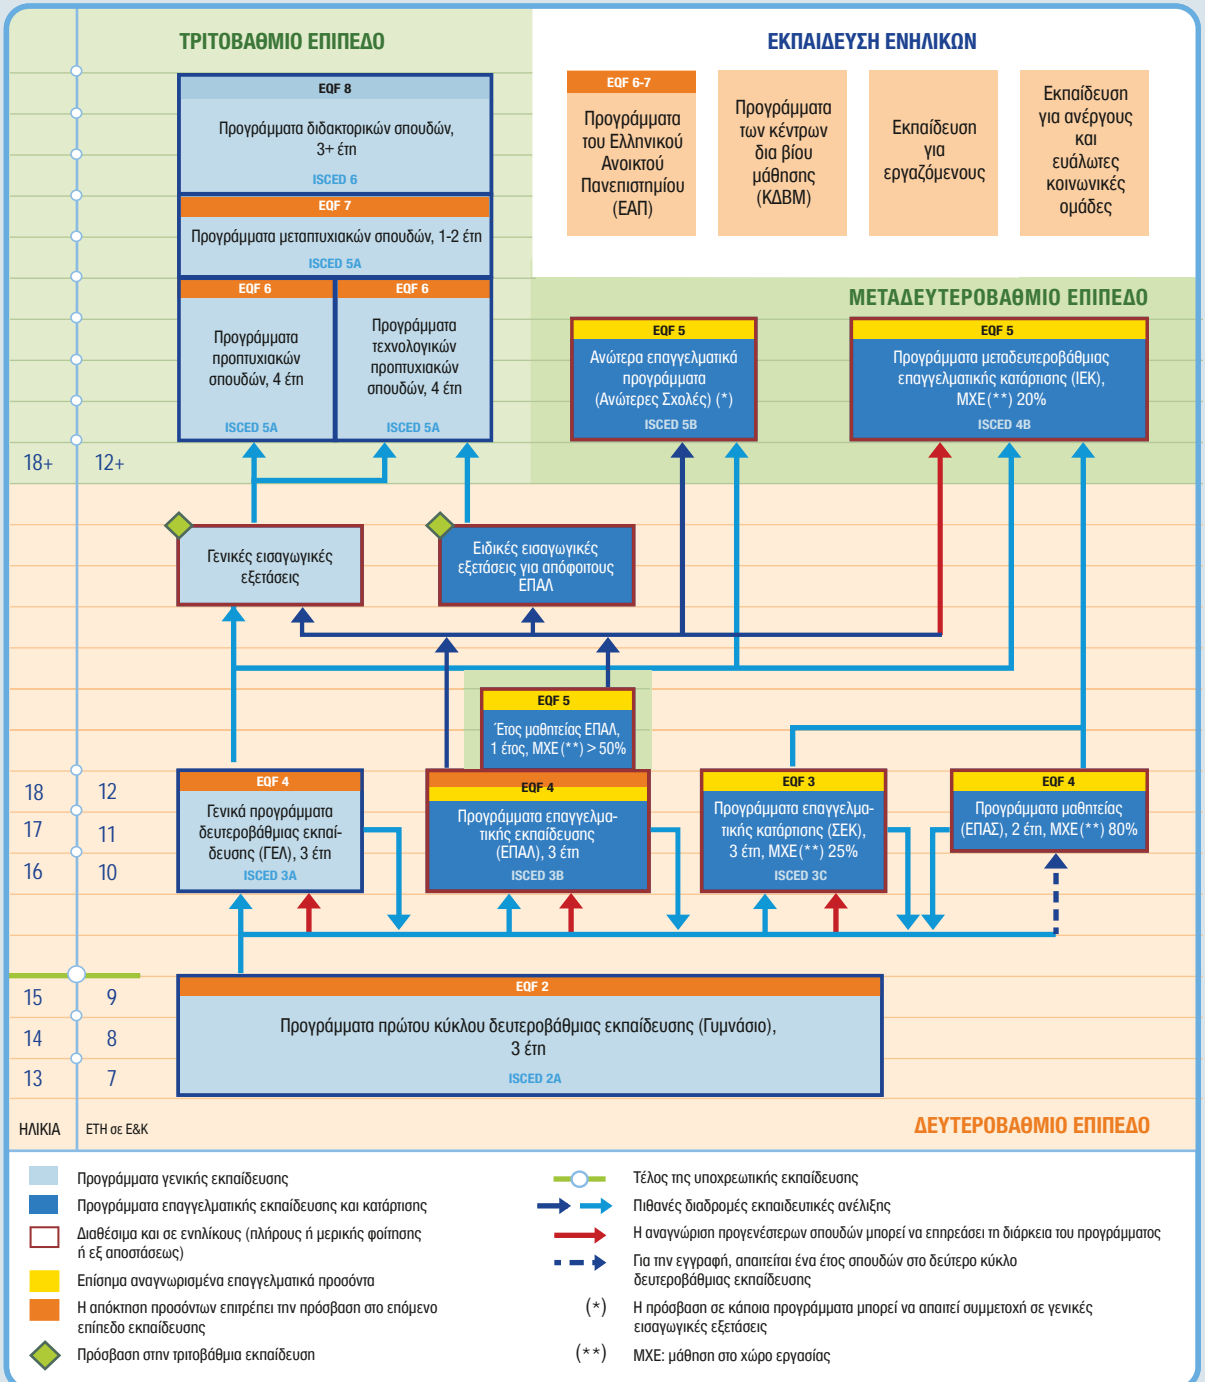 ΤΡΙΤΟΒΑΘΜΙΟ ΕΠΙΠΕΔΟ
EQF 8
Προγράμματα διδακτορικών σπουδών,
3+ έτη
ISCED 6
EQF 7
Προγράμματα μεταπτυχιακών σπουδών, 1-2 έτη
ISCED 5A
EQF 6
Προγράμματα
προπτυχιακών
σπουδών, 4 έτη
ISCED 5A
EQF 6
Προγράμματα
τεχνολογικών
προπτυχιακών
σπουδών, 4 έτη
ISCED 5A
ΕΚΠΑΙΔΕΥΣΗ ΕΝΗΛΙΚΩΝ
EQF 6-7
Προγράμματα
του Ελληνικού
Ανοικτού
Πανεπιστημίου
(ΕΑΠ)
Προγράμματα
των κέντρων
δια βίου
μάθησης
(ΚΔΒΜ)
Εκπαίδευση
για
εργαζόμενους
Εκπαίδευση
για ανέργους
και
ευάλωτες
κοινωνικές
ομάδες
ΜΕΤΑΔΕΥΤΕΡΟΒΑΘΜΙΟ ΕΠΙΠΕΔΟ
EQF 5
Ανώτερα επαγγελματικά
προγράμματα
(Ανώτερες Σχολές) (*)
ISCED 5B
EQF 5
Προγράμματα μεταδευτεροβάθμιας
επαγγελματικής κατάρτισης (ΙΕΚ),
ΜΧΕ(**) 20%
ISCED 4B
18+ 12+
Γενικές εισαγωγικές
εξετάσεις
Ειδικές εισαγωγικές
εξετάσεις για απόφοιτους
ΕΠΑΛ
EQF 5
Έτος μαθητείας ΕΠΑΛ,
1 έτος, ΜΧΕ(**) > 50%
18 12
17 11
16 10
EQF 4
Γενικά προγράμματα
δευτεροβάθμιας εκπαί-
δευσης (ΓΕΛ), 3 έτη
ISCED 3A
EQF 4
Προγράμματα επαγγελμα-
τικής εκπαίδευσης
(ΕΠΑΛ), 3 έτη
ISCED 3B
EQF 3
Προγράμματα επαγγελμα-
τικής κατάρτισης (ΣΕΚ),
3 έτη, ΜΧΕ(**) 25%
ISCED 3C
EQF 4
Προγράμματα μαθητείας
(ΕΠΑΣ), 2 έτη, ΜΧΕ(**) 80%
15 9
14 8
13 7
EQF 2
Προγράμματα πρώτου κύκλου δευτεροβάθμιας εκπαίδευσης (Γυμνάσιο),
3 έτη
ISCED 2A
ΗΛΙΚΙΑ ΕΤΗ σε Ε&Κ
ΔΕΥΤΕΡΟΒΑΘΜΙΟ ΕΠΙΠΕΔΟ
Προγράμματα γενικής εκπαίδευσης
Προγράμματα επαγγελματικής εκπαίδευσης και κατάρτισης
Διαθέσιμα και σε ενηλίκους (πλήρους ή μερικής φοίτησης
ή εξ αποστάσεως)
Επίσημα αναγνωρισμένα επαγγελματικά προσόντα
Η απόκτηση προσόντων επιτρέπει την πρόσβαση στο επόμενο
επίπεδο εκπαίδευσης
Πρόσβαση στην τριτοβάθμια εκπαίδευση
Τέλος της υποχρεωτικής εκπαίδευσης
Πιθανές διαδρομές εκπαιδευτικές ανέλιξης
Η αναγνώριση προγενέστερων σπουδών μπορεί να επηρεάσει τη διάρκεια του προγράμματος
Για την εγγραφή, απαιτείται ένα έτος σπουδών στο δεύτερο κύκλο
δευτεροβάθμιας εκπαίδευσης
(*) Η πρόσβαση σε κάποια προγράμματα μπορεί να απαιτεί συμμετοχή σε γενικές
εισαγωγικές εξετάσεις
(**) ΜΧΕ: μάθηση στο χώρο εργασίας